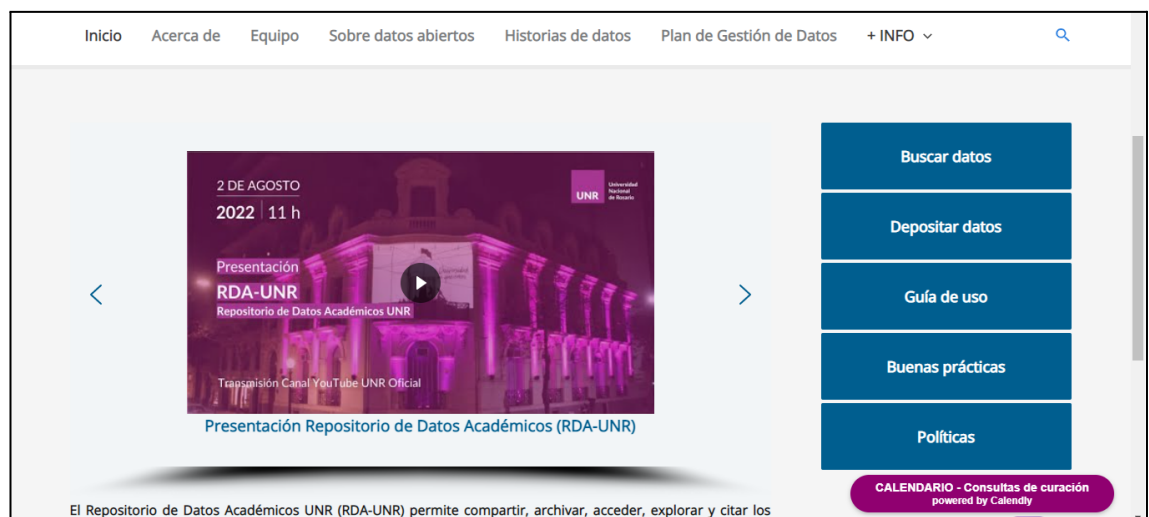 Inicio Acerca de Equipo Sobre datos abiertos Historias de datos Plan de Gestión de Datos + INFO
2 DE AGOSTO
2022 11 h
UNR
Universidad
Nacional
de Rosario
Presentación
RDA-UNR
Repositorio de Datos Académicos UNR
Transmisión Canal YouTube UNR Oficial
Presentación Repositorio de Datos Académicos (RDA-UNR)
Buscar datos
Depositar datos
Guía de uso
Buenas prácticas
Políticas
CALENDARIO - Consultas de curación
powered by Calendly
El Repositorio de Datos Académicos UNR (RDA-UNR) permite compartir, archivar, acceder, explorar y citar los